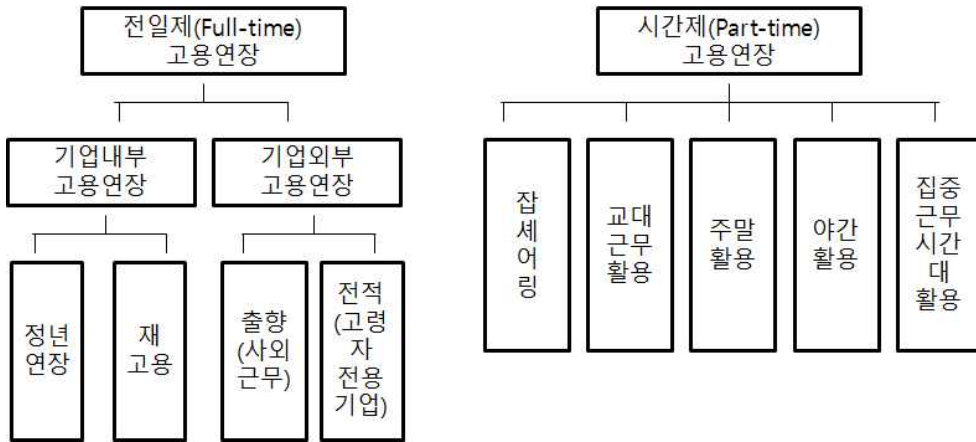 전일제(Full-time)
고용연장
기업내부
고용연장
기업외부
고용연장
정년
연장
재
고용
출향
(사외
근무)
전적
(고령
자
전용
기업)
시간제(Part-time)
고용연장
잡
셰
어
링
교대
근무
활용
주말
활용
야간
활용
집중
근무
시간
대
활용